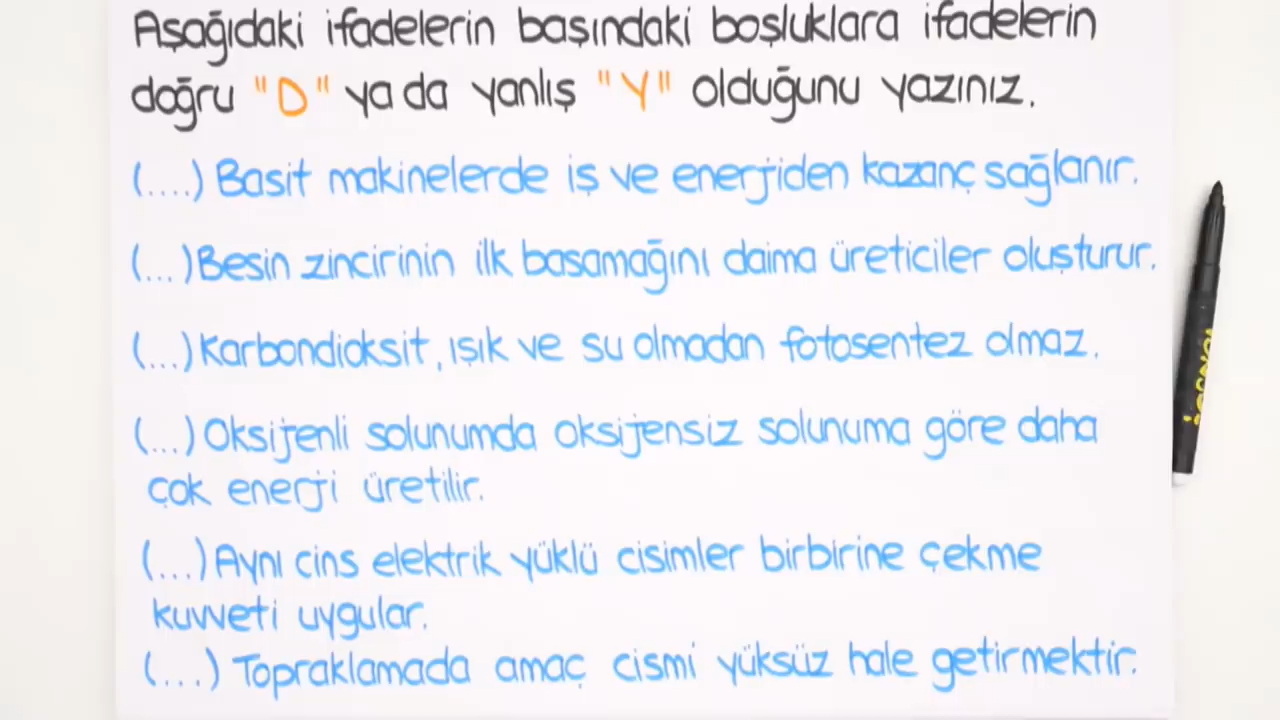 Aşağıdaki ifadelerin başındaki boşluklara ifadelerin
doğru "D" ya da yanlış "Y" olduğunu yazınız.
(....) Basit makinelerde iş ve enerjiden kazanç sağlanır.
(...) Besin zincirinin ilk basamağını daima üreticiler oluşturur.
(...) Karbondioksit, ışık ve su olmadan fotosentez olmaz.
(...) Oksijenli solunumda oksijensiz solunuma göre daha
çok enerji üretilir.
(...) Aynı cins elektrik yüklü cisimler birbirine çekme
kuvveti uygular.
(...) Topraklamada amaç cismi yüksüz hale getirmektir.